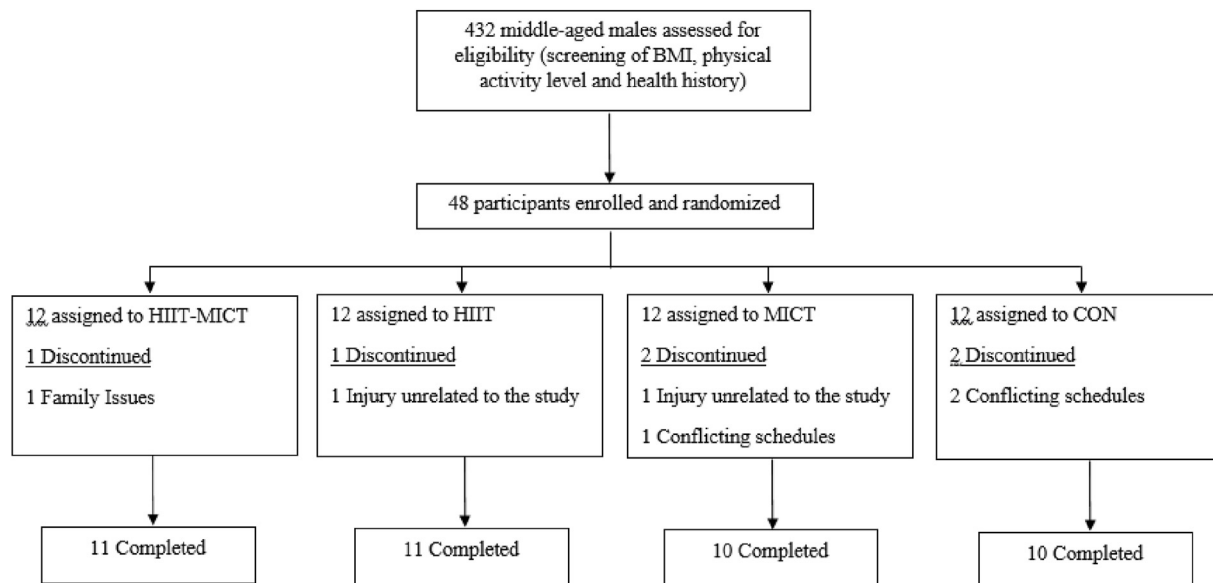 432 middle-aged males assessed for
eligibility (screening of BMI, physical
activity level and health history)
48 participants enrolled and randomized
12 assigned to HIIT-MICT
1 Discontinued
1 Family Issues
12 assigned to HIIT
1 Discontinued
1 Injury unrelated to the study
12 assigned to MICT
2 Discontinued
1 Injury unrelated to the study
1 Conflicting schedules
12 assigned to CON
2 Discontinued
2 Conflicting schedules
11 Completed
11 Completed
10 Completed
10 Completed